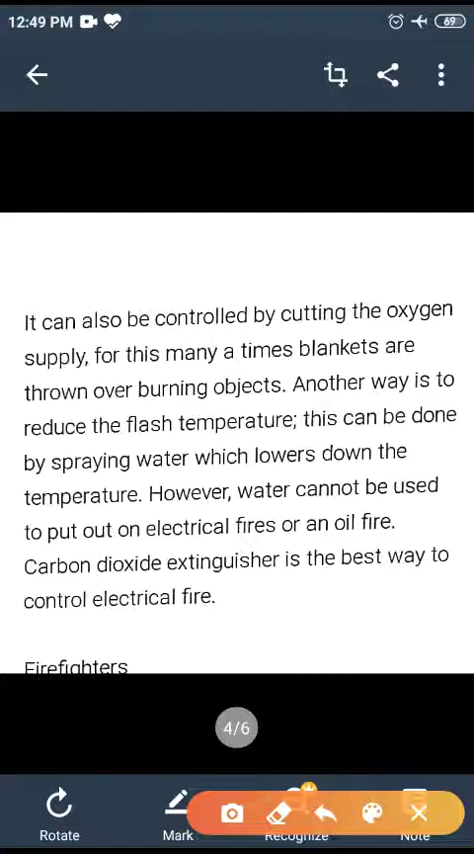 12:49 PM
69
It can also be controlled by cutting the oxygen
supply, for this many a times blankets are
thrown over burning objects. Another way is to
reduce the flash temperature; this can be done
by spraying water which lowers down the
temperature. However, water cannot be used
to put out on electrical fires or an oil fire.
Carbon dioxide extinguisher is the best way to
control electrical fire.
Firefighters
4/6
Rotate
Mark
Recognize
Note